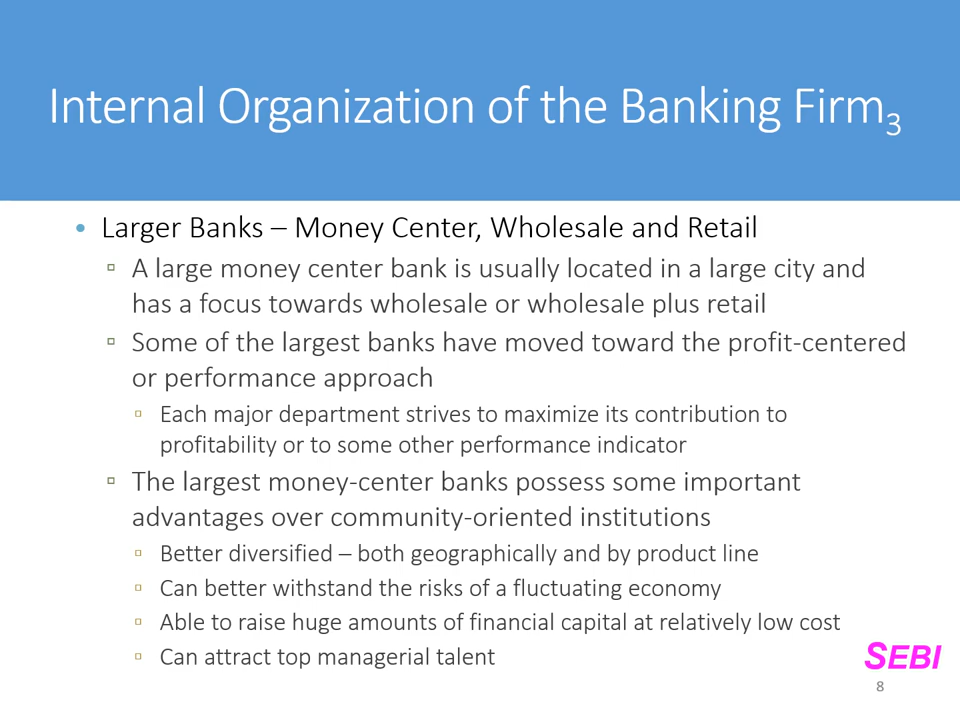 Internal Organization of the Banking Firm3
• Larger Banks – Money Center, Wholesale and Retail
▫ A large money center bank is usually located in a large city and
has a focus towards wholesale or wholesale plus retail
▫ Some of the largest banks have moved toward the profit-centered
or performance approach
▫ Each major department strives to maximize its contribution to
profitability or to some other performance indicator
▫ The largest money-center banks possess some important
advantages over community-oriented institutions
▫ Better diversified – both geographically and by product line
▫ Can better withstand the risks of a fluctuating economy
▫ Able to raise huge amounts of financial capital at relatively low cost
▫ Can attract top managerial talent
SEBI
8